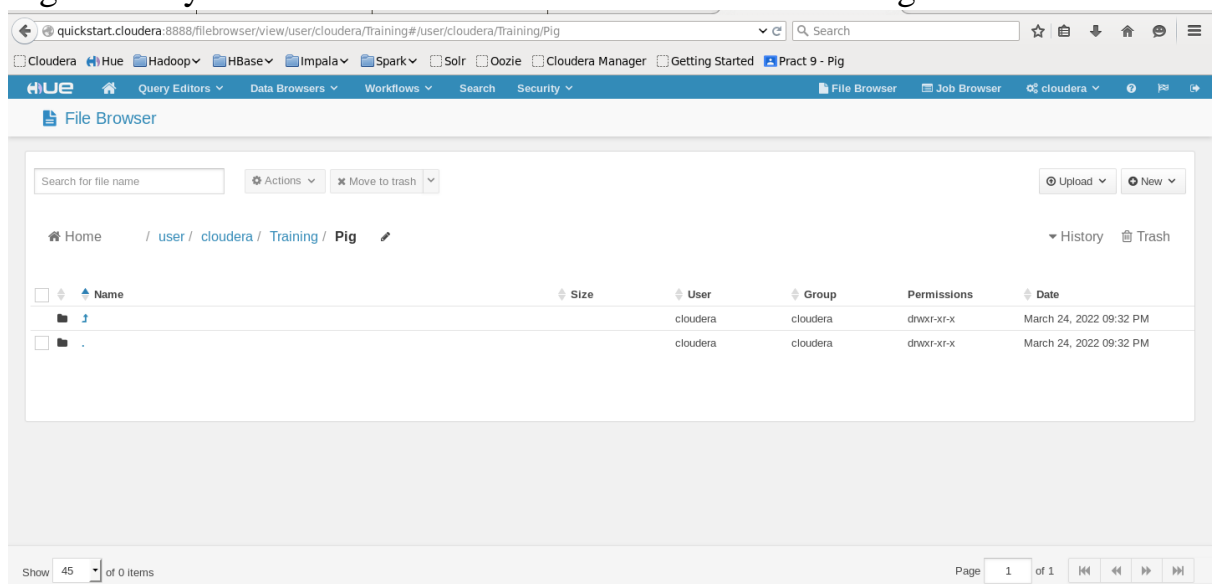 quickstart.cloudera:8888/filebrowser/view/user/cloudera/Training#/user/cloudera/Training/Pig Search
Cloudera Hue Hadoop HBase Impala Spark Solr Oozie Cloudera Manager Getting Started Pract 9 - Pig
HUE Query Editors Data Browsers Workflows Search Security File Browser Job Browser cloudera
File Browser
Search for file name Actions Move to trash Upload New
Home / user / cloudera / Training / Pig History Trash
Name Size User Group Permissions Date
cloudera cloudera drwxr-xr-x March 24, 2022 09:32 PM
. cloudera cloudera drwxr-xr-x March 24, 2022 09:32 PM
Show 45 of 0 items Page 1 of 1